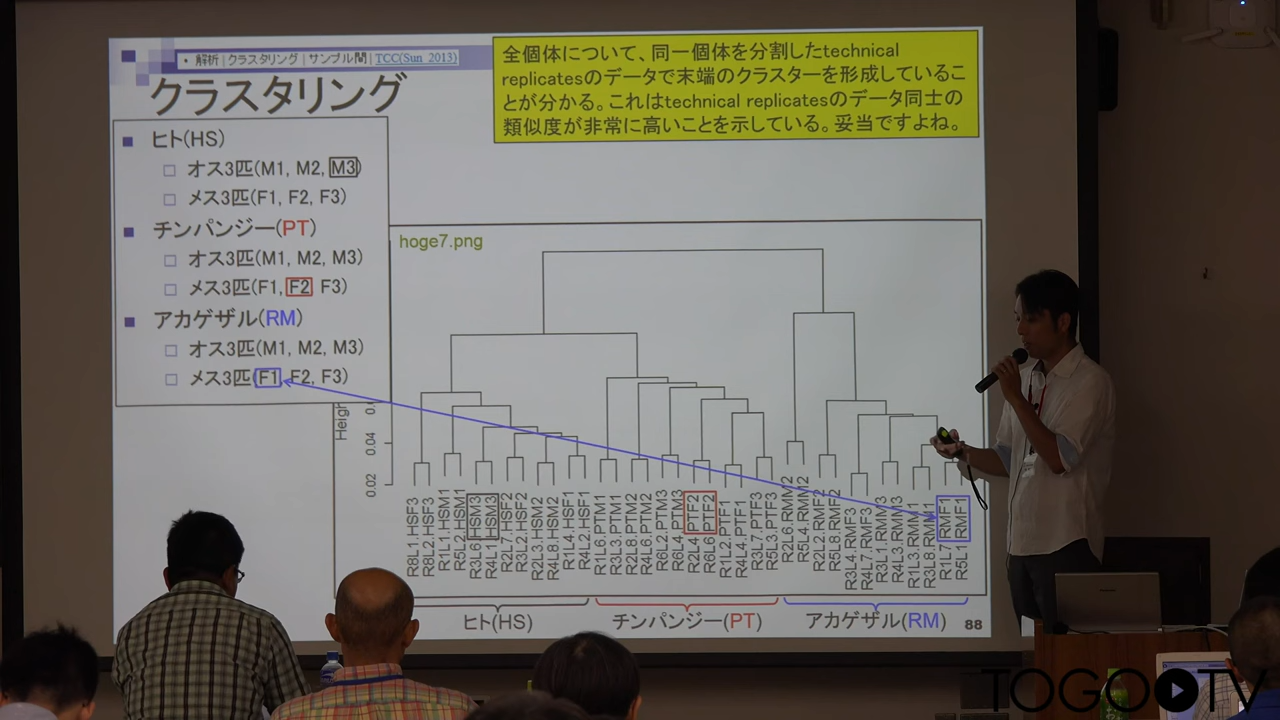 • 解析 | クラスタリング | サンプル間 | TCC(Sun_2013)
クラスタリング
全個体について、同一個体を分割したtechnical
replicatesのデータで末端のクラスターを形成しているこ
とが分かる。これはtechnical replicatesのデータ同士の
類似度が非常に高いことを示している。妥当ですよね。
ヒト(HS)
オス3匹(M1, M2, M3)
メス3匹(F1, F2, F3)
チンパンジー(PT)
オス3匹(M1, M2, M3)
メス3匹(F1, F2 F3)
アカゲザル(RM)
オス3匹(M1, M2, M3)
メス3匹(F1, F2, F3)
hoge7.png
Heigh
0.04
0.02
R8L1.HSF3
R8L2.HSF3
R1L1.HSM1
R5L2.HSM1
R3L6.HSM3
R4L1.HSM3
R2L7.HSF2
R3L2.HSF2
R2L3.HSM2
R4L8.HSM2
R1L4.HSF1
R4L2.HSF1
R1L6.PTM1
R3L3.PTM1
R2L8.PTM2
R4L6.PTM2
R6L2.PTM3
R6L4.PTM3
R2L4.PTF2
R6L6.PTF2
R1L2.PTF1
R4L4.PTF1
R3L7.PTF3
R5L3.PTF3
R2L6.RMM2
R5L4.RMM2
R2L2.RMF2
R5L8.RMF2
R3L4.RMF3
R4L7.RMF3
R3L1.RMM3
R4L3.RMM3
R1L3.RMM1
R3L8.RMM1
R1L7.RMF1
R5L1.RMF1
ヒト(HS)
チンパンジー(PT)
アカゲザル(RM)
88
TOGO TV